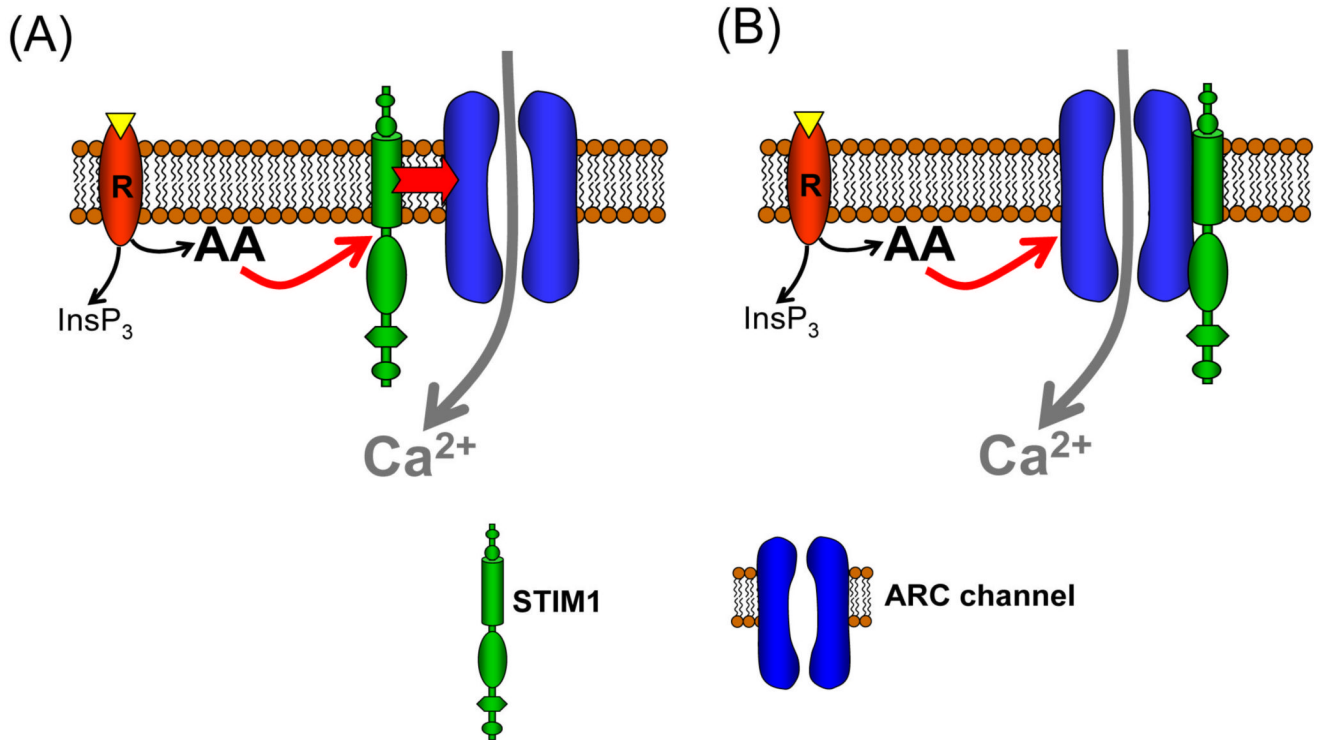 (A)
(B)
R
AA
InsP₃
Ca²⁺
R
AA
InsP₃
Ca²⁺
STIM1
ARC channel